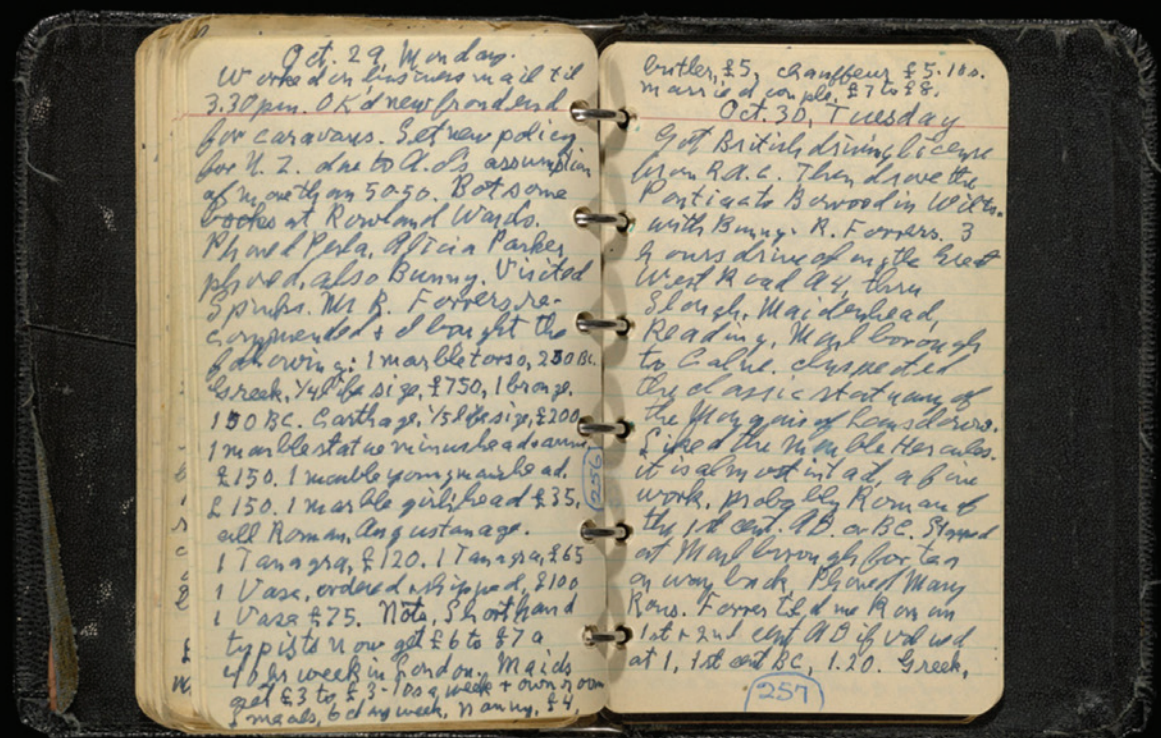 Oct. 29, Monday.
Worked on business mail til
3.30 pm. OK'd new frond end
for caravans. Set new policy
for N. Z. due to A.O's assumption
of more than 50-50. Bot some
books at Rowland Wards.
Phoned Perla, Alicia Parker
phoned, also Bunny. Visited
Spinks. Mr R. Forrers re-
commended & I bought the
following: 1 marble torso, 230 BC.
Greek, 1/4 life size, £750, 1 bronze.
150 BC. Carthage, 1/5 life size, £200,
1 marble statue minus head & arms,
£150. 1 marble young mans head.
£150. 1 marble girls head £35,
all Roman, Augustan age.
1 Tanagra, £120. 1 Tanagra, £65
1 Vase, ordered & shipped, £100
1 Vase £75. Note, Shorthand
typists now get £6 to £7 a
40 hr week in London. Maids
get £3 to £3-10s a week + own room
& meals, 6 day week, nanny, £4,
256
butler, £5, chauffeur £5.10s.
married couple, £7 to £8.
Oct. 30, Tuesday
Got British driving license
from R.A.C. Then drove the
Pontiac to Bowood in Wilts.
with Bunny & R. Forrers. 3
hours drive along the Great
West Road A4, thru
Slough, Maidenhead,
Reading, Marlborough
to Calne. Inspected
the classic statuary of
the Marquis of Lansdowne.
Liked the marble Hercules.
it is almost intact, a fine
work, probably Roman of
the 1st cent. AD. or BC. Stopped
at Marlborough for tea
on way back. Phoned Mary
Rous. Forrer told me Roman
1st & 2nd cent AD if valued
at 1, 1st cent BC, 1.20. Greek,
257